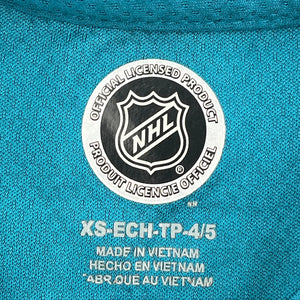 OFFICIAL LICENSED PRODUCT
NHL
PRODUIT LICENCIE OFFICIEL
XS-ECH-TP-4/5
MADE IN VIETNAM
HECHO EN VIETNAM
FABRIQUÉ AU VIETNAM